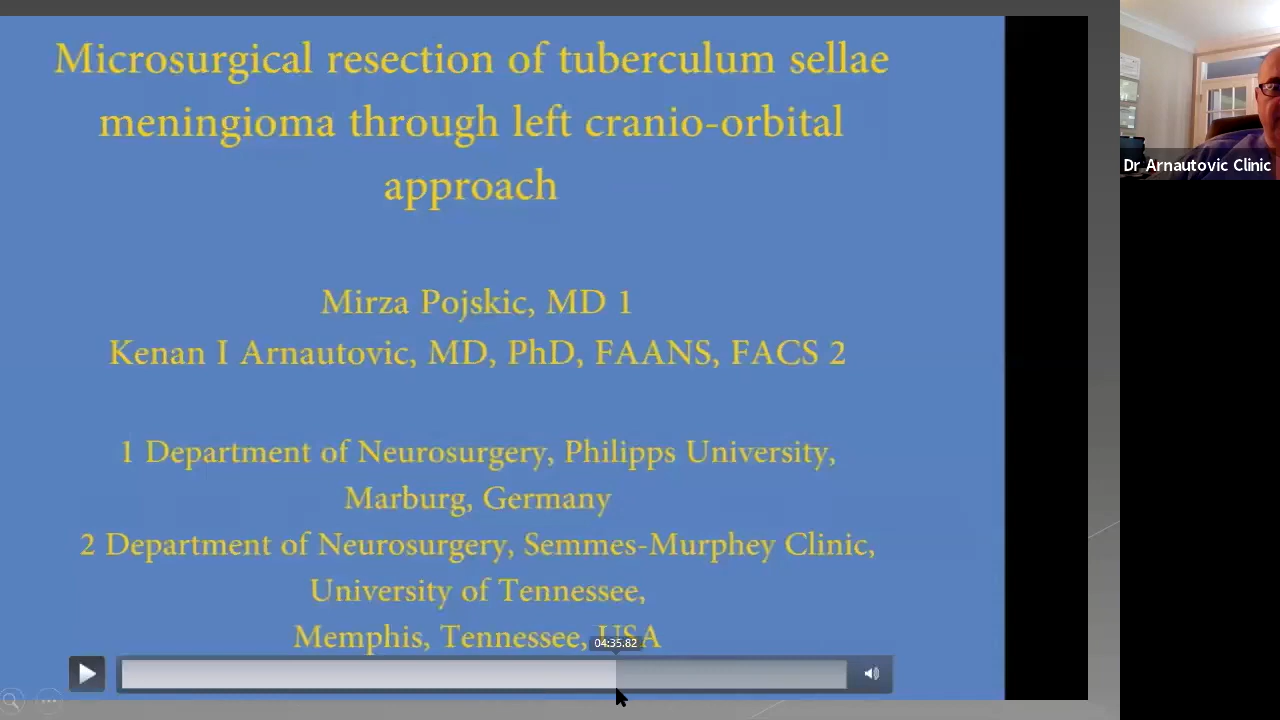 Microsurgical resection of tuberculum sellae
meningioma through left cranio-orbital
approach
Mirza Pojskic, MD 1
Kenan I Arnautovic, MD, PhD, FAANS, FACS 2
1 Department of Neurosurgery, Philipps University,
Marburg, Germany
2 Department of Neurosurgery, Semmes-Murphey Clinic,
University of Tennessee,
Memphis, Tennessee, USA
04:35.82
Dr Arnautovic Clinic